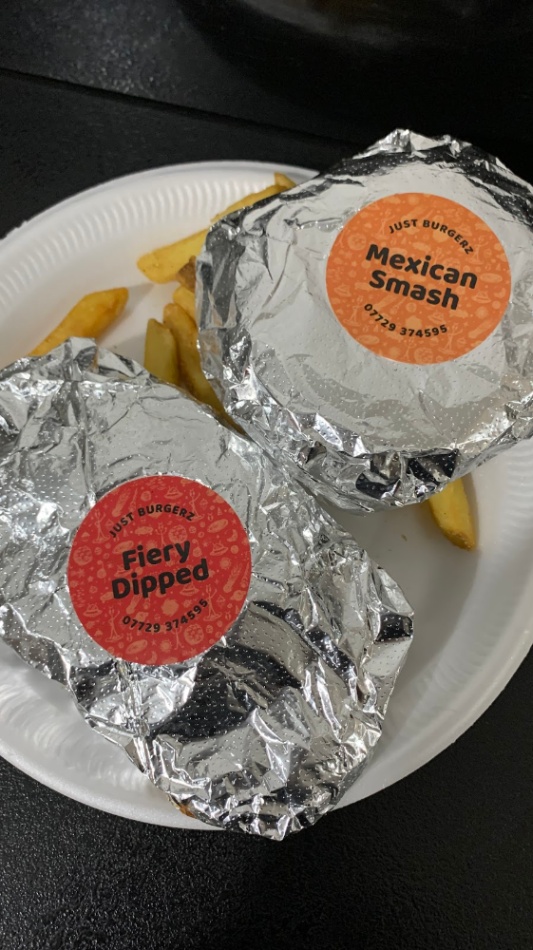 JUST BURGERZ
Mexican
Smash
07729 374595
JUST BURGERZ
Fiery
Dipped
07729 374595